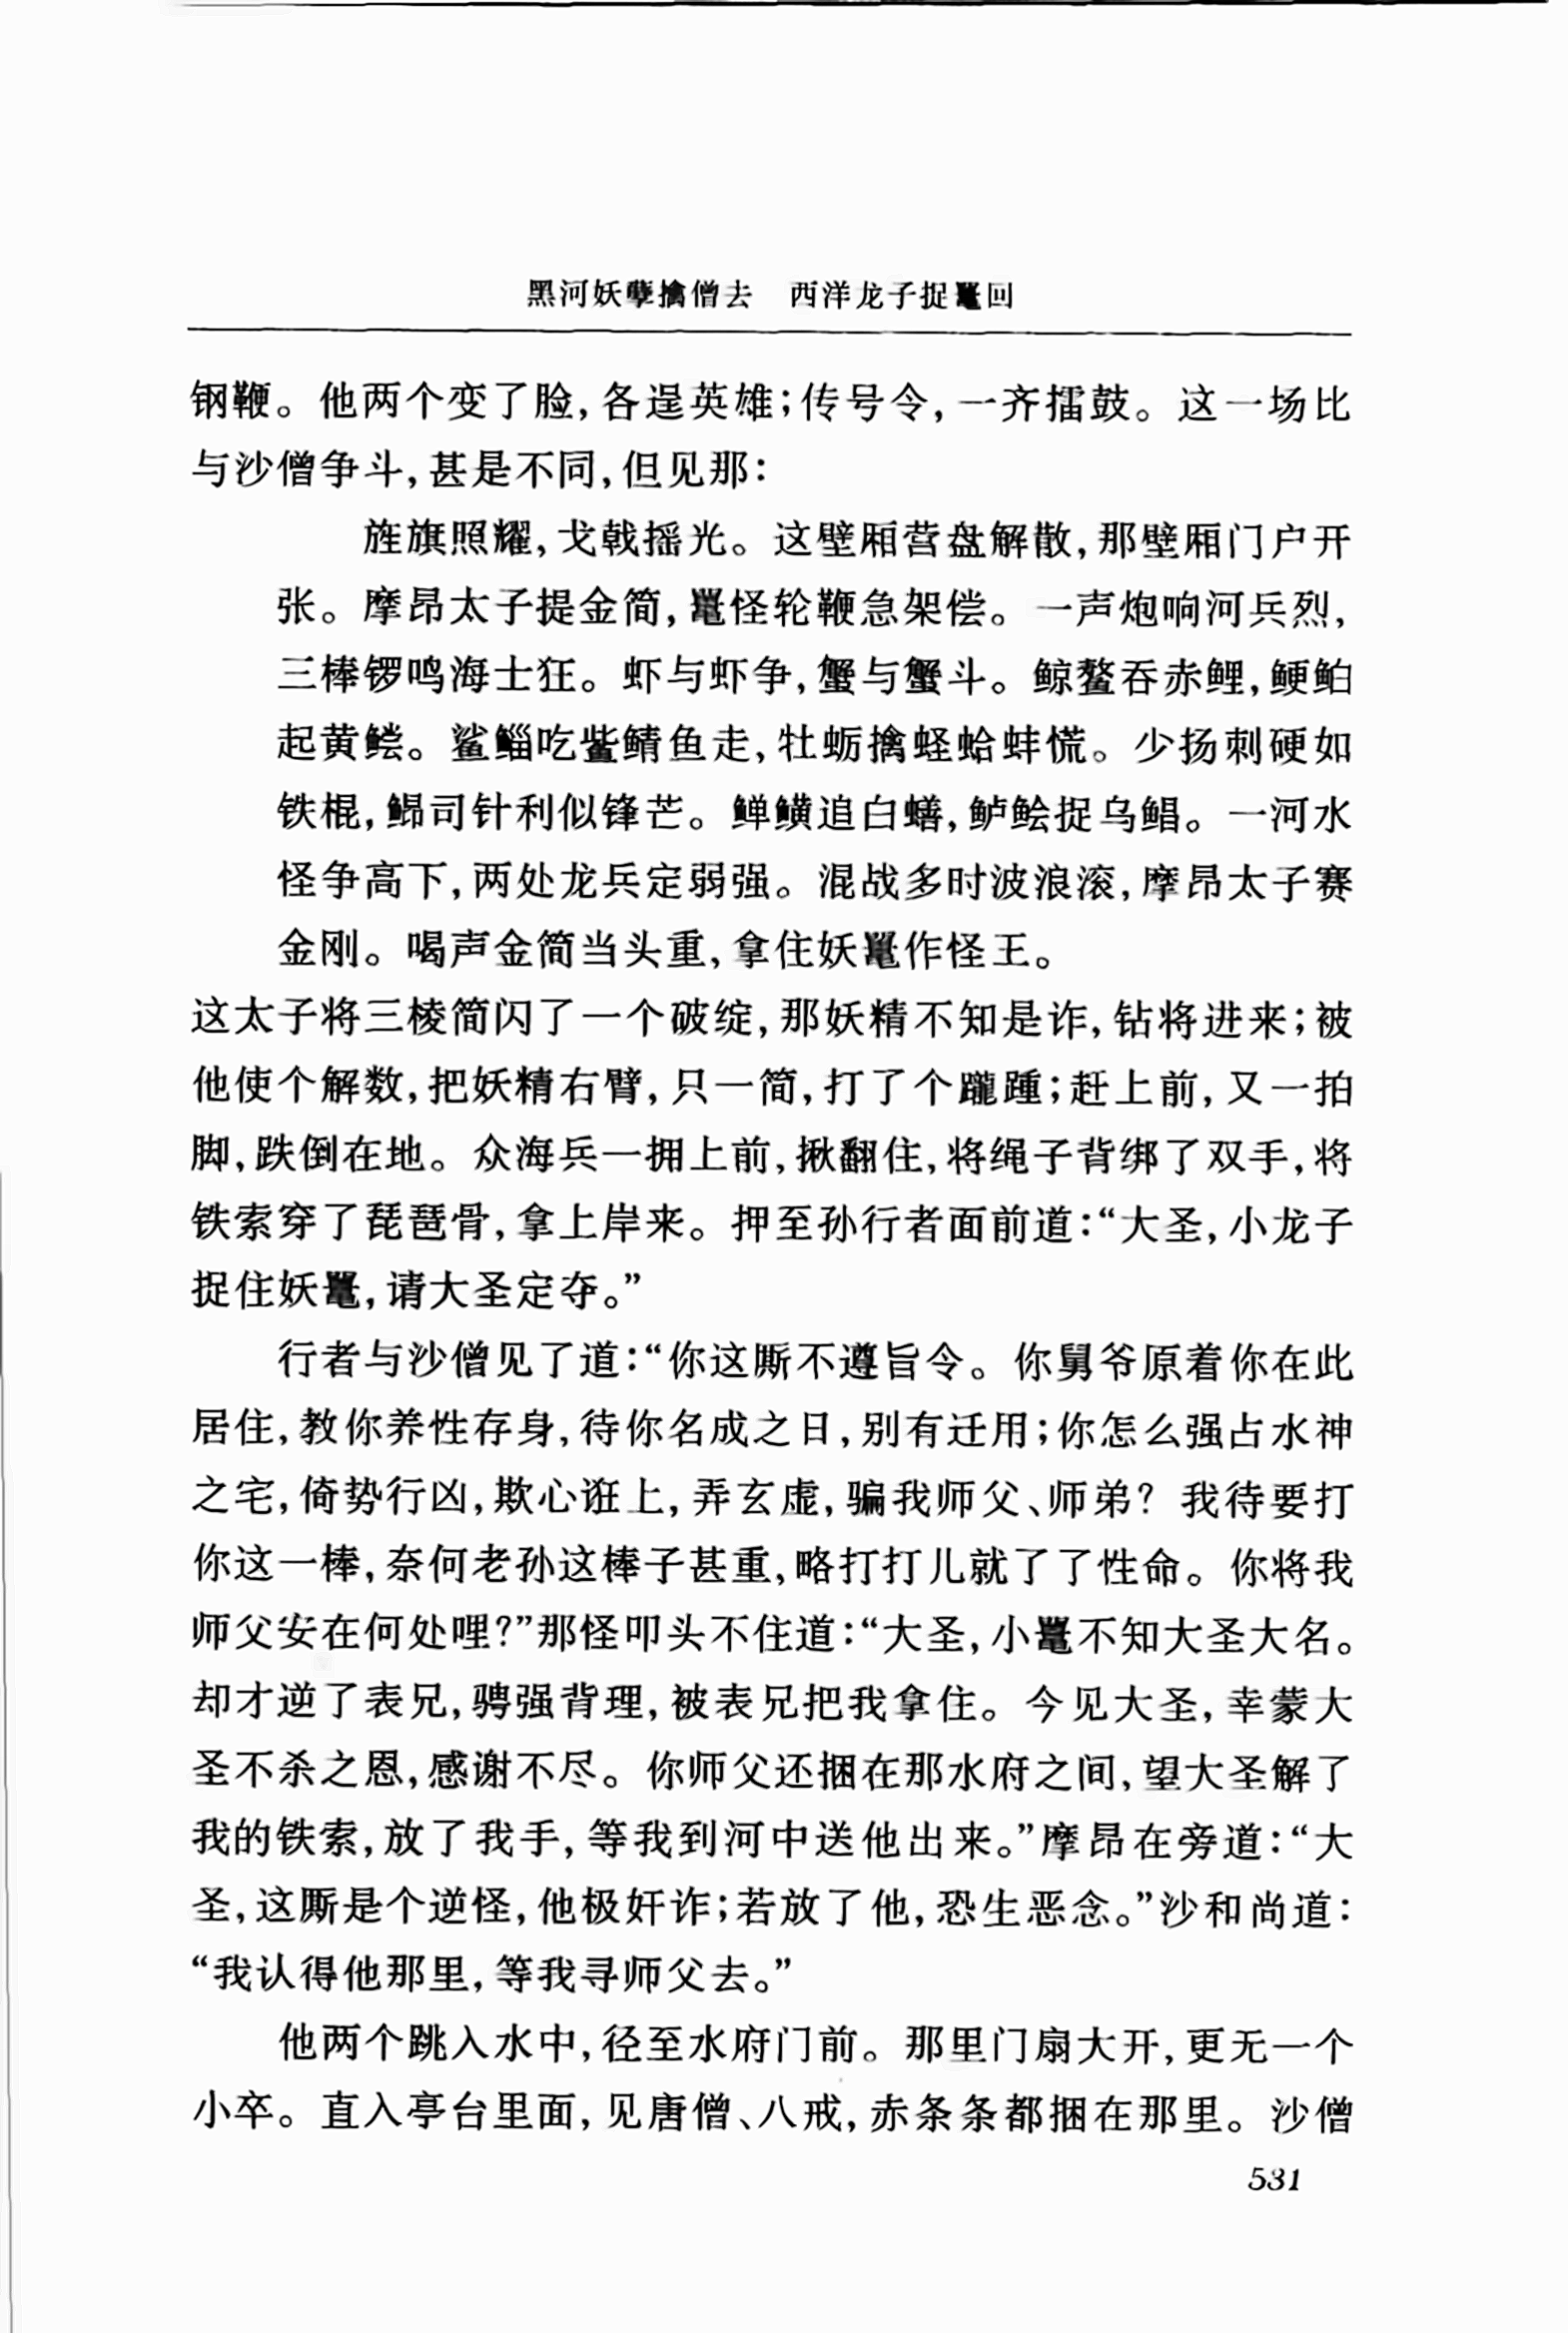 黑河妖孽擒僧去　西洋龙子捉鼍回
钢鞭。他两个变了脸,各逞英雄;传号令,一齐擂鼓。这一场比
与沙僧争斗,甚是不同,但见那:
旌旗照耀,戈戟摇光。这壁厢营盘解散,那壁厢门户开
张。摩昂太子提金简,鼍怪轮鞭急架偿。一声炮响河兵烈,
三棒锣鸣海士狂。虾与虾争,蟹与蟹斗。鲸鳌吞赤鲤,鲠鲌
起黄鲿。鲨鲻吃鲝鲭鱼走,牡蛎擒蛏蛤蚌慌。少扬刺硬如
铁棍,鳎司针利似锋芒。鲟鱑追白蟮,鲈鲙捉乌鲳。一河水
怪争高下,两处龙兵定弱强。混战多时波浪滚,摩昂太子赛
金刚。喝声金简当头重,拿住妖鼍作怪王。
这太子将三棱简闪了一个破绽,那妖精不知是诈,钻将进来;被
他使个解数,把妖精右臂,只一简,打了个躘踵;赶上前,又一拍
脚,跌倒在地。众海兵一拥上前,揪翻住,将绳子背绑了双手,将
铁索穿了琵琶骨,拿上岸来。押至孙行者面前道:“大圣,小龙子
捉住妖鼍,请大圣定夺。”
行者与沙僧见了道:“你这厮不遵旨令。你舅爷原着你在此
居住,教你养性存身,待你名成之日,别有迁用;你怎么强占水神
之宅,倚势行凶,欺心诳上,弄玄虚,骗我师父、师弟?我待要打
你这一棒,奈何老孙这棒子甚重,略打打儿就了了性命。你将我
师父安在何处哩?”那怪叩头不住道:“大圣,小鼍不知大圣大名。
却才逆了表兄,骋强背理,被表兄把我拿住。今见大圣,幸蒙大
圣不杀之恩,感谢不尽。你师父还捆在那水府之间,望大圣解了
我的铁索,放了我手,等我到河中送他出来。”摩昂在旁道:“大
圣,这厮是个逆怪,他极奸诈;若放了他,恐生恶念。”沙和尚道:
“我认得他那里,等我寻师父去。”
他两个跳入水中,径至水府门前。那里门扇大开,更无一个
小卒。直入亭台里面,见唐僧、八戒,赤条条都捆在那里。沙僧
531